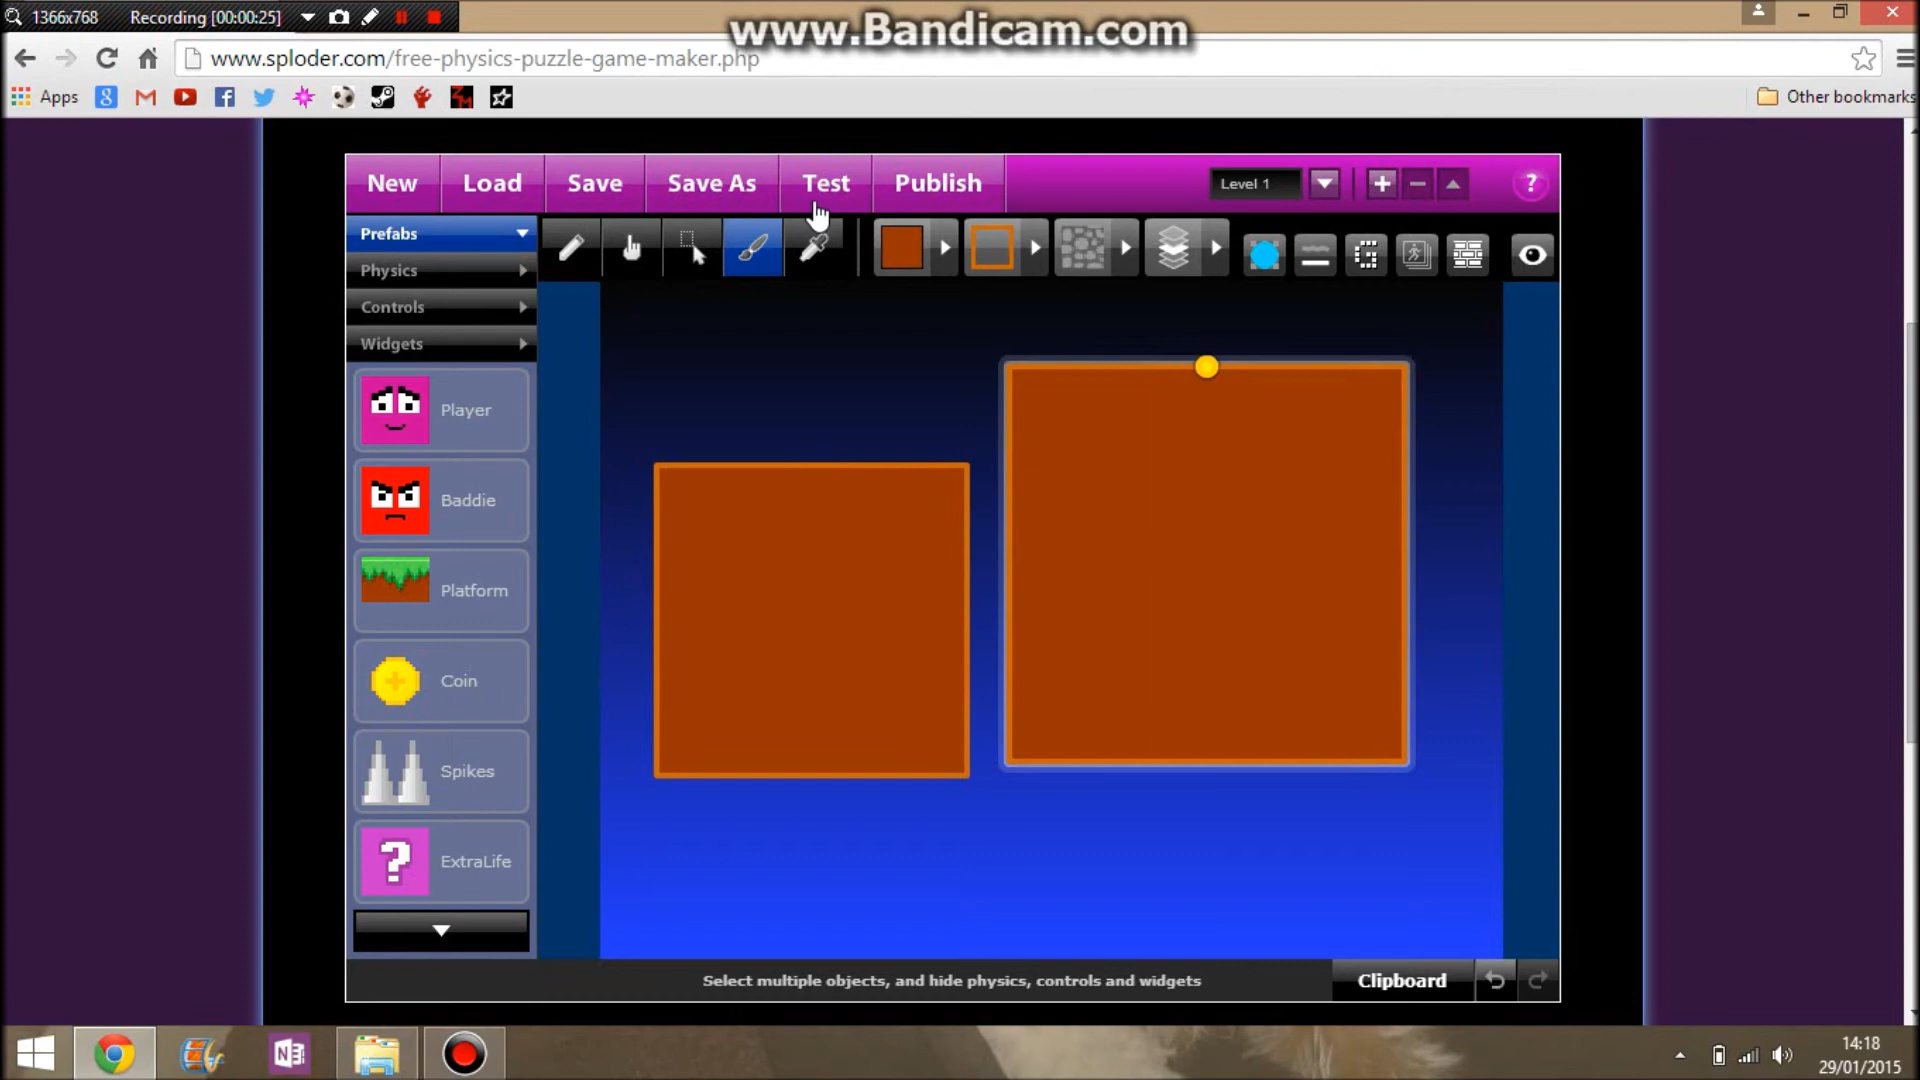 1366x768 Recording [00:00:25]
www.Bandicam.com
www.sploder.com/free-physics-puzzle-game-maker.php
Apps
Other bookmarks
New Load Save Save As Test Publish Level 1 ?
Prefabs
Physics
Controls
Widgets
Player
Baddie
Platform
Coin
Spikes
ExtraLife
Select multiple objects, and hide physics, controls and widgets
Clipboard
14:18
29/01/2015